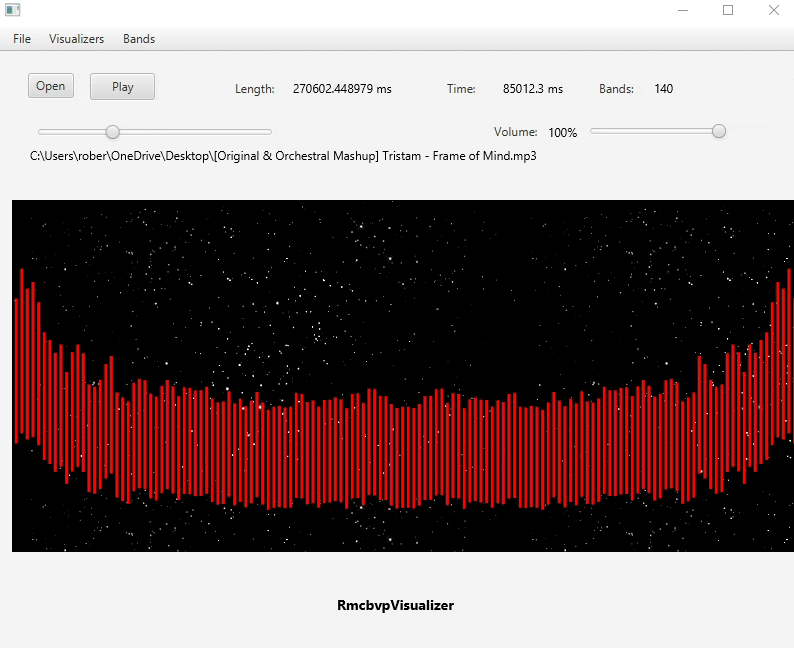 File Visualizers Bands
Open Play Length: 270602.448979 ms Time: 85012.3 ms Bands: 140
Volume: 100%
C:\Users\rober\OneDrive\Desktop\[Original & Orchestral Mashup] Tristam - Frame of Mind.mp3
RmcbvpVisualizer